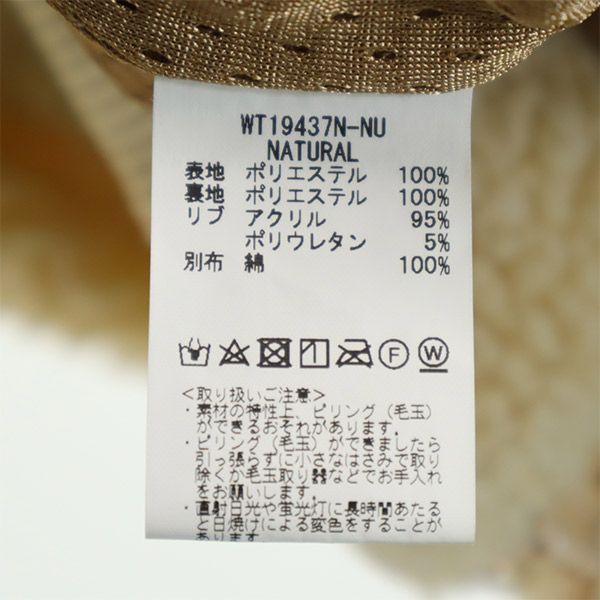 WT19437N-NU
NATURAL
表地 ポリエステル 100%
裏地 ポリエステル 100%
リブ アクリル 95%
ポリウレタン 5%
別布 綿 100%
F W
<取り扱いご注意>
・素材の特性上、ピリング（毛玉）
ができるおそれがあります。
・ピリング（毛玉）ができましたら
引っ張らずに小さなはさみで取り
除くか毛玉取り器などでお手入れ
をお願いします。
・直射日光や蛍光灯に長時間あたる
と日焼けによる変色をすることが
あります。